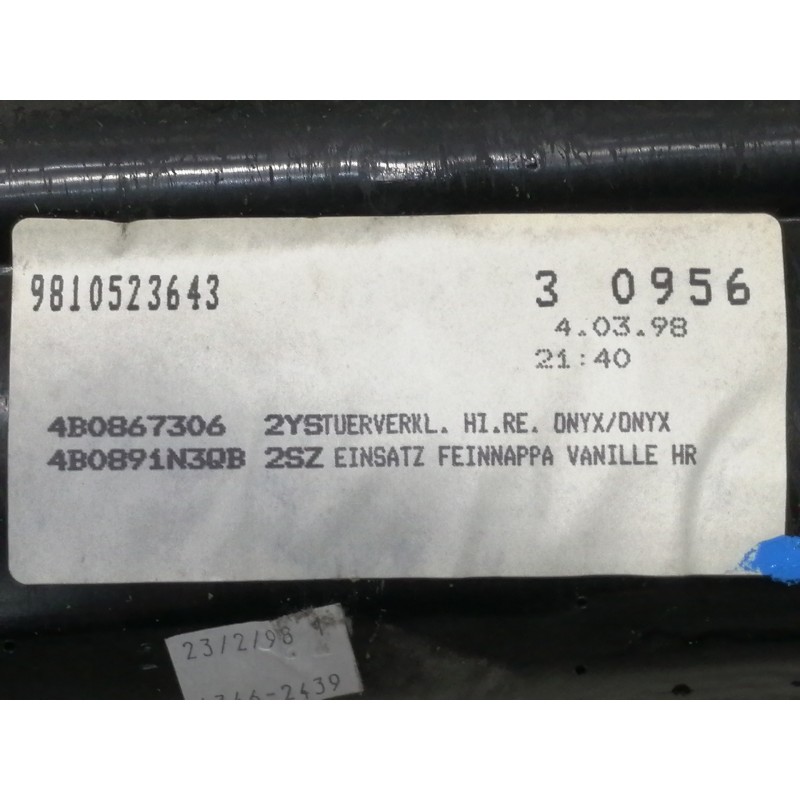 9810523643
3 0956
4.03.98
21:40
4B0867306 2YSTUERVERKL. HI.RE. ONYX/ONYX
4B0891N3QB 2SZ EINSATZ FEINNAPPA VANILLE HR
23/2/98